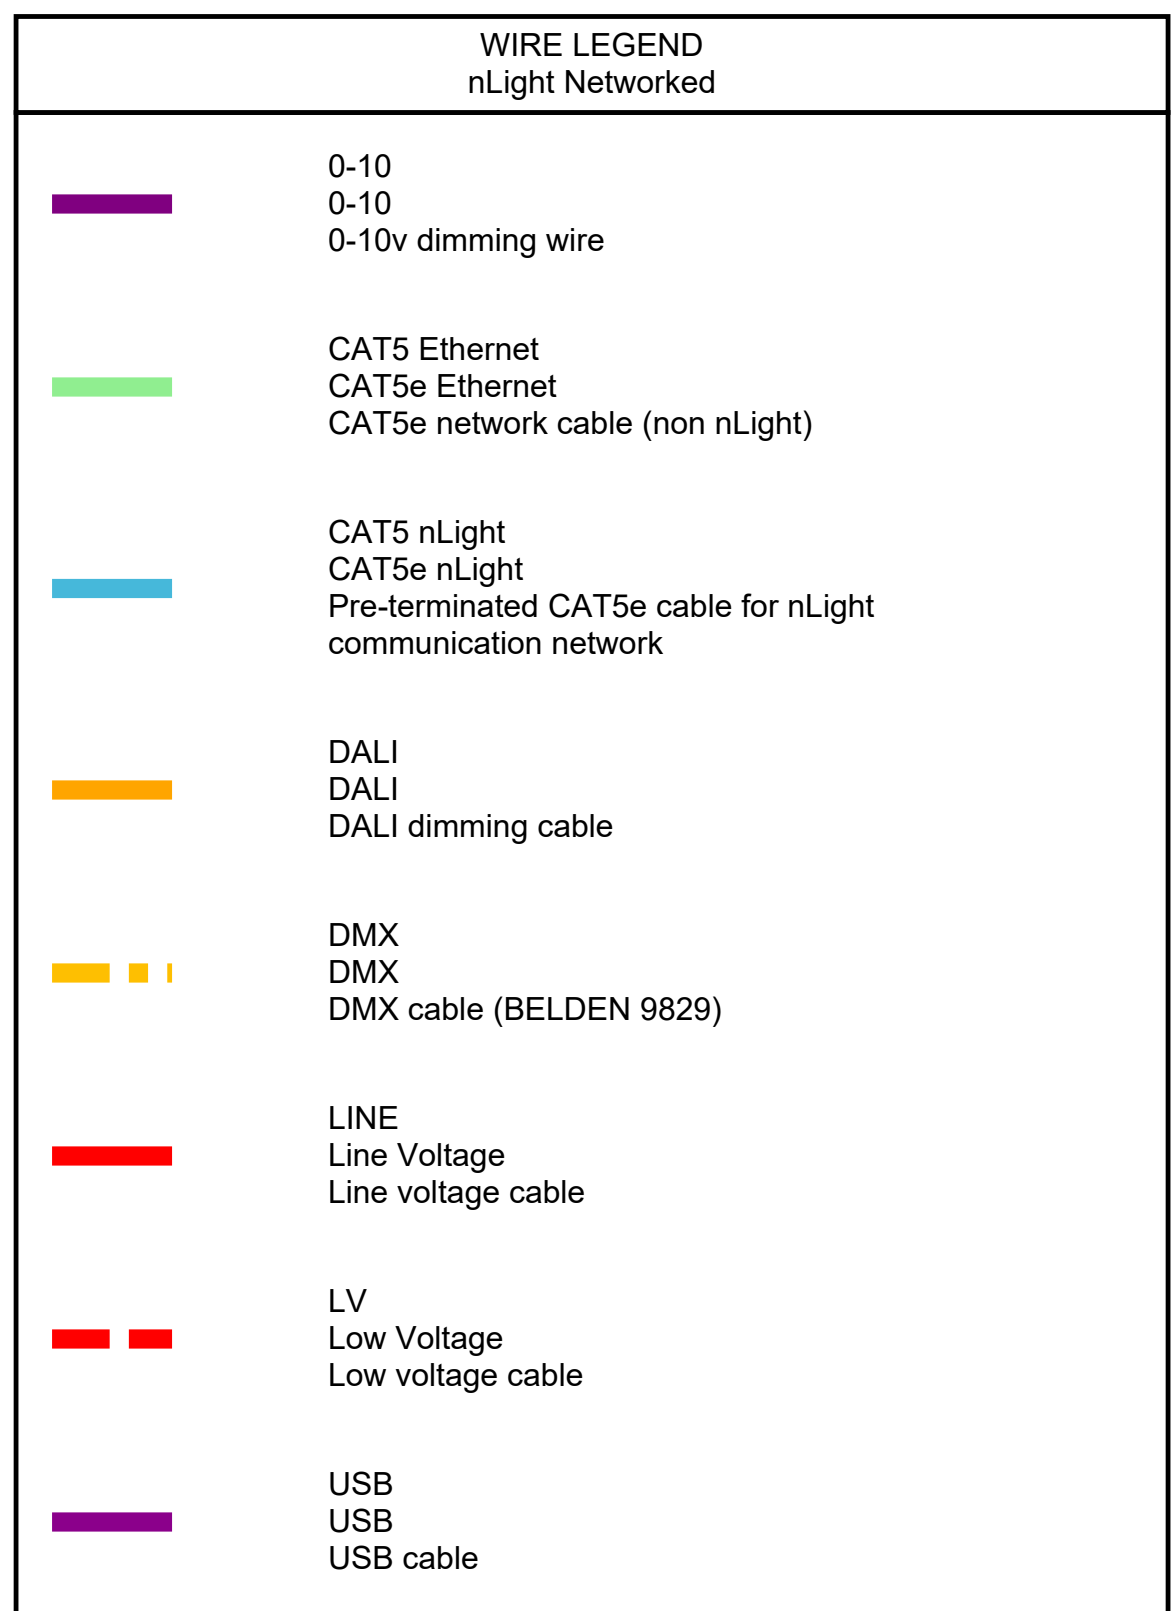 WIRE LEGEND
nLight Networked
0-10
0-10
0-10v dimming wire
CAT5 Ethernet
CAT5e Ethernet
CAT5e network cable (non nLight)
CAT5 nLight
CAT5e nLight
Pre-terminated CAT5e cable for nLight
communication network
DALI
DALI
DALI dimming cable
DMX
DMX
DMX cable (BELDEN 9829)
LINE
Line Voltage
Line voltage cable
LV
Low Voltage
Low voltage cable
USB
USB
USB cable